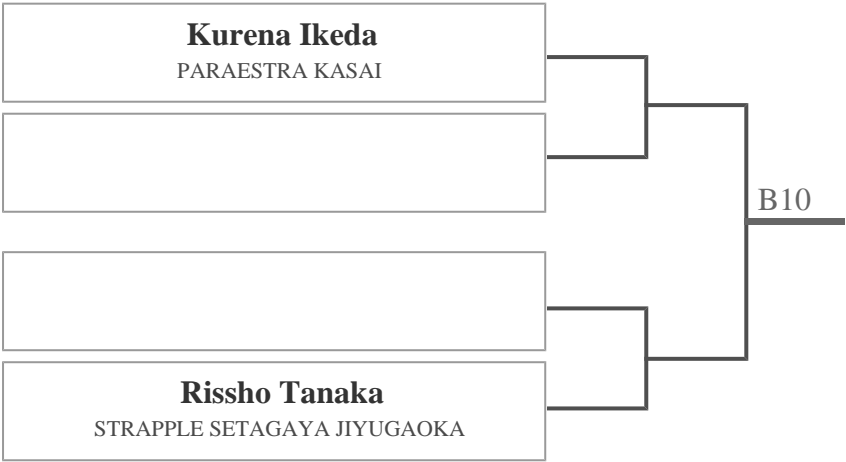 Kurena Ikeda
PARAESTRA KASAI
B10
Rissho Tanaka
STRAPPLE SETAGAYA JIYUGAOKA